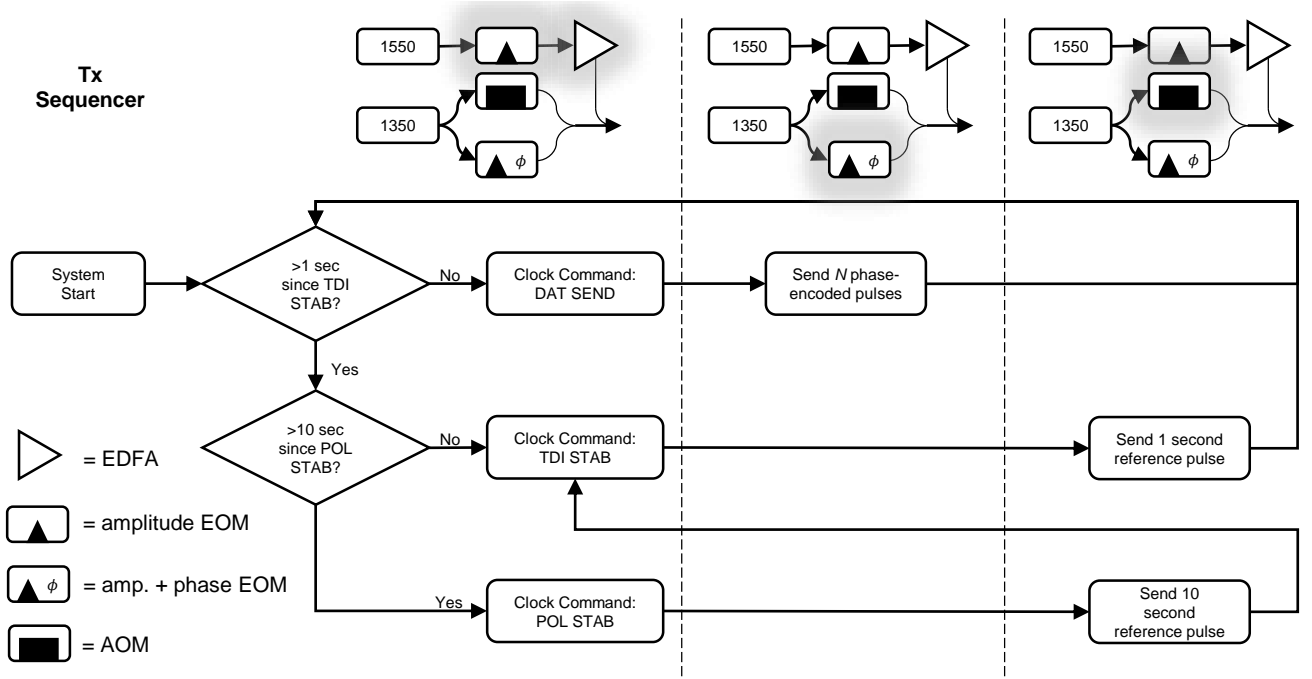 Tx
Sequencer
1550
1350
ϕ
1550
1350
ϕ
1550
1350
ϕ
System
Start
>1 sec
since TDI
STAB?
No
Clock Command:
DAT SEND
Send N phase-
encoded pulses
Yes
>10 sec
since POL
STAB?
No
Clock Command:
TDI STAB
Send 1 second
reference pulse
Yes
Clock Command:
POL STAB
Send 10
second
reference pulse
= EDFA
= amplitude EOM
ϕ = amp. + phase EOM
= AOM